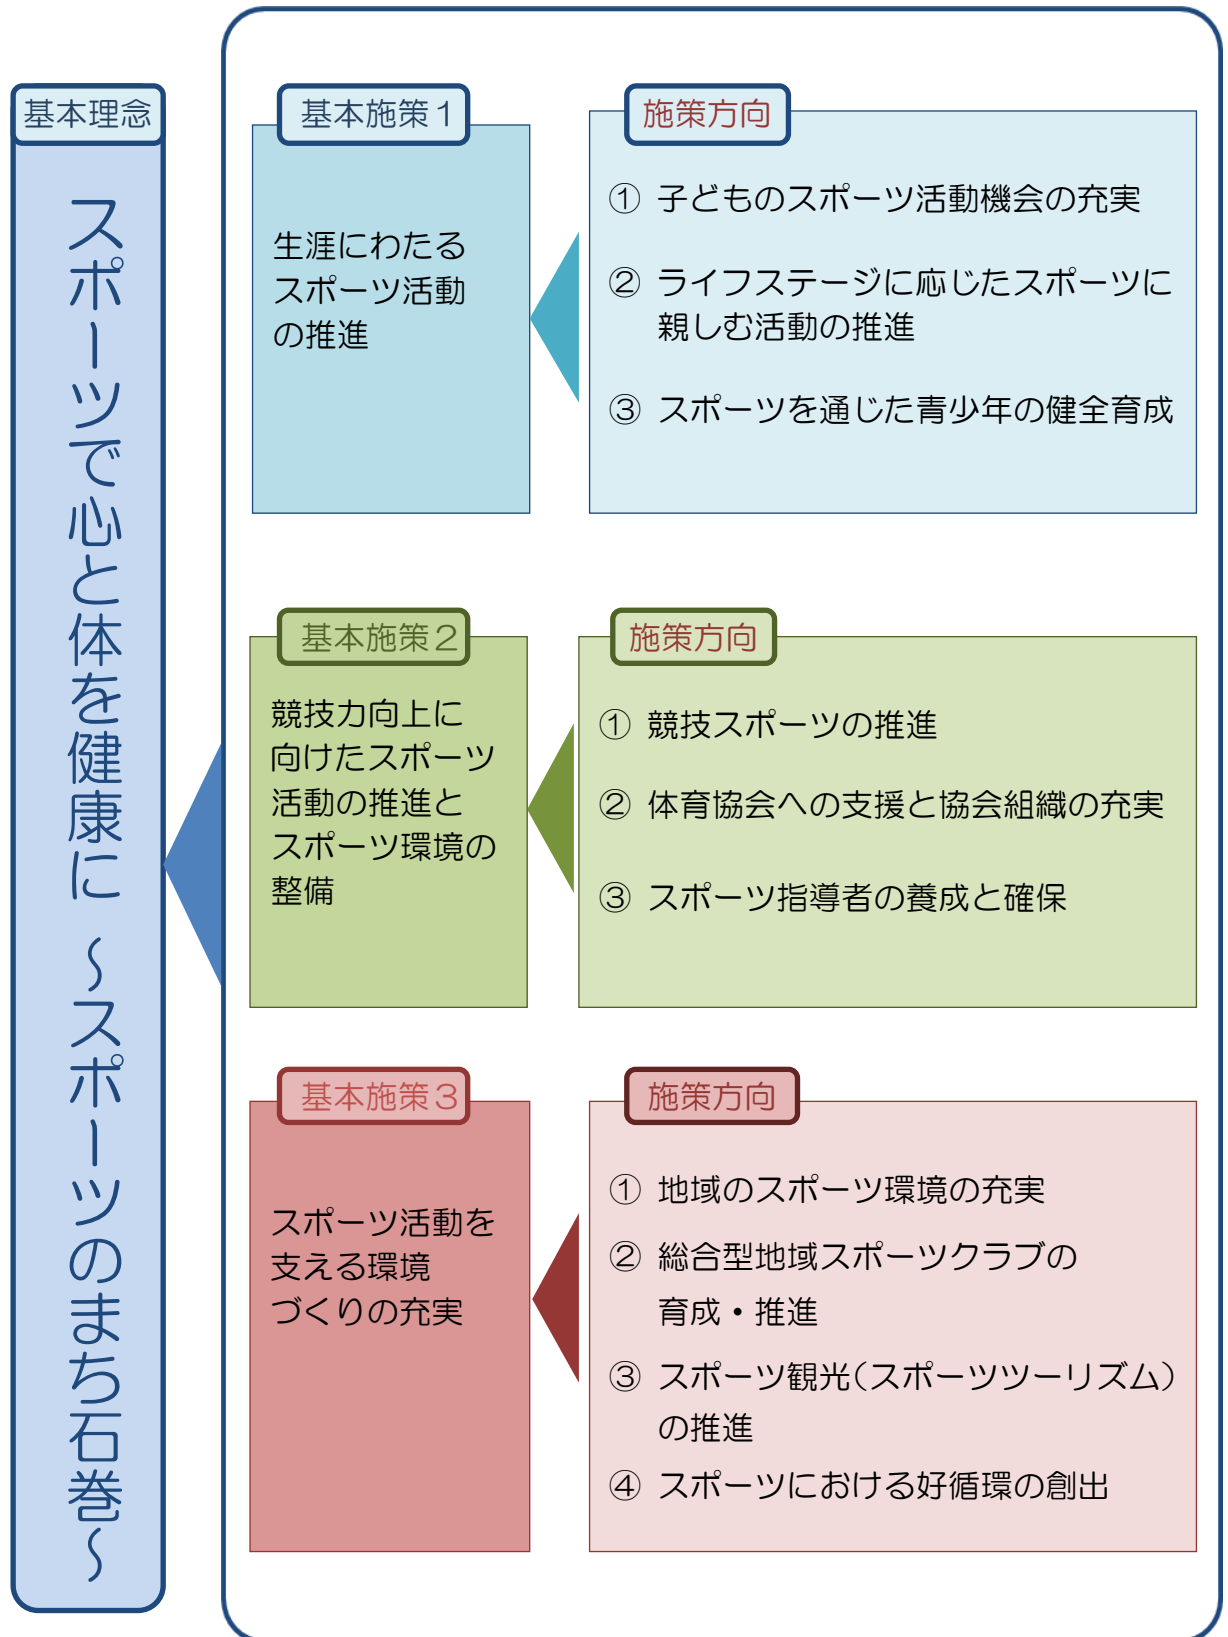 基本理念
スポーツで心と体を健康に ～スポーツのまち石巻～
基本施策１
生涯にわたる
スポーツ活動
の推進
施策方向
① 子どものスポーツ活動機会の充実
② ライフステージに応じたスポーツに
親しむ活動の推進
③ スポーツを通じた青少年の健全育成
基本施策２
競技力向上に
向けたスポーツ
活動の推進と
スポーツ環境の
整備
施策方向
① 競技スポーツの推進
② 体育協会への支援と協会組織の充実
③ スポーツ指導者の養成と確保
基本施策３
スポーツ活動を
支える環境
づくりの充実
施策方向
① 地域のスポーツ環境の充実
② 総合型地域スポーツクラブの
育成・推進
③ スポーツ観光(スポーツツーリズム)
の推進
④ スポーツにおける好循環の創出